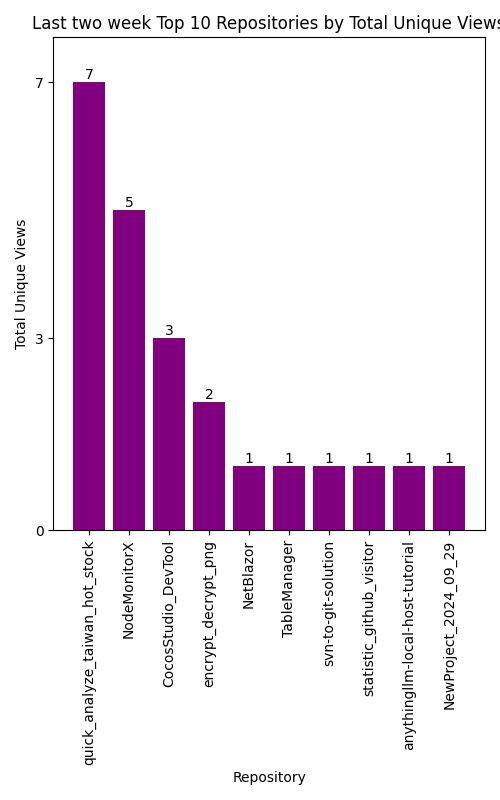 Last two week Top 10 Repositories by Total Unique Views
7
5
3
2
1
1
1
1
1
1
7
3
0
Total Unique Views
quick_analyze_taiwan_hot_stock
NodeMonitorX
CocosStudio_DevTool
encrypt_decrypt_png
NetBlazor
TableManager
svn-to-git-solution
statistic_github_visitor
anythingllm-local-host-tutorial
NewProject_2024_09_29
Repository